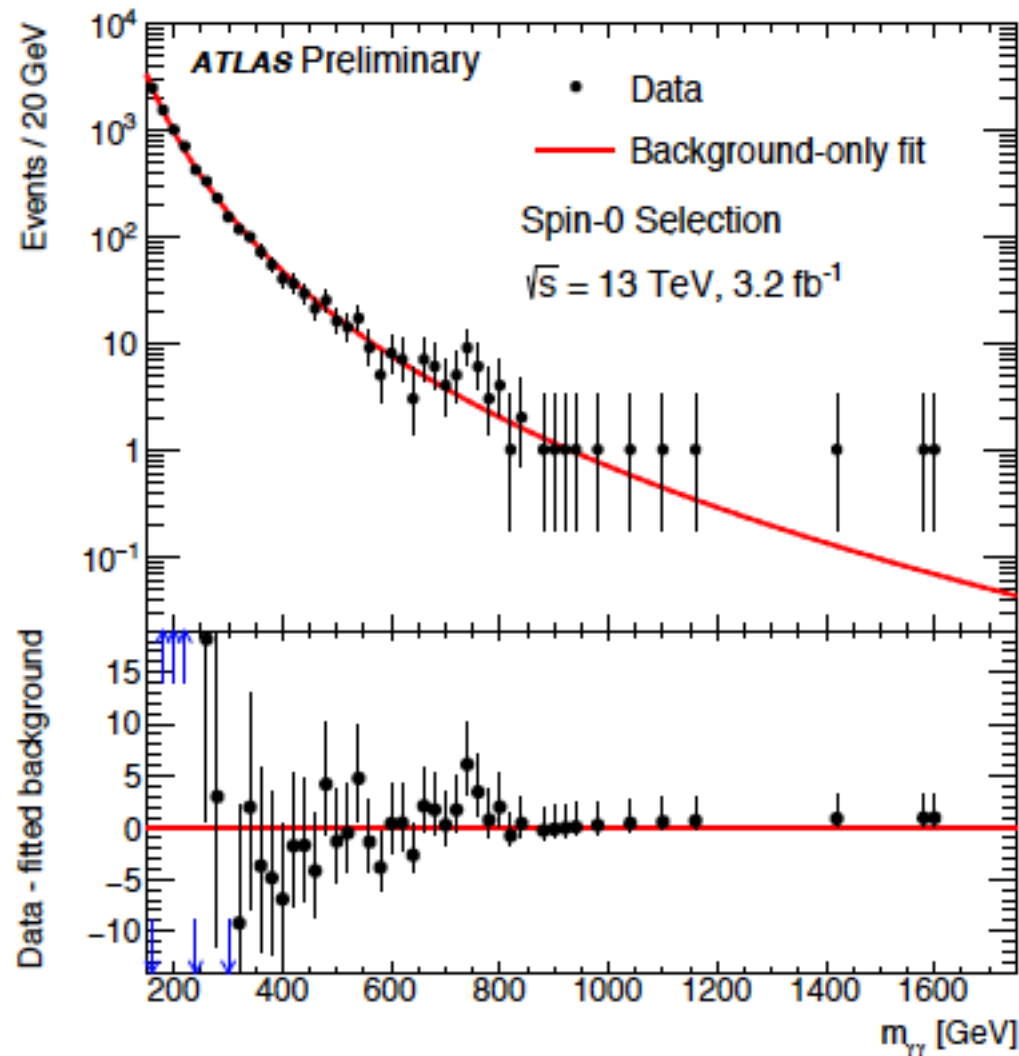 10⁴
10³
10²
10
1
10⁻¹
Events / 20 GeV
ATLAS Preliminary
Data
Background-only fit
Spin-0 Selection
√s = 13 TeV, 3.2 fb⁻¹
Data - fitted background
15
10
5
0
−5
−10
200 400 600 800 1000 1200 1400 1600
mγγ [GeV]